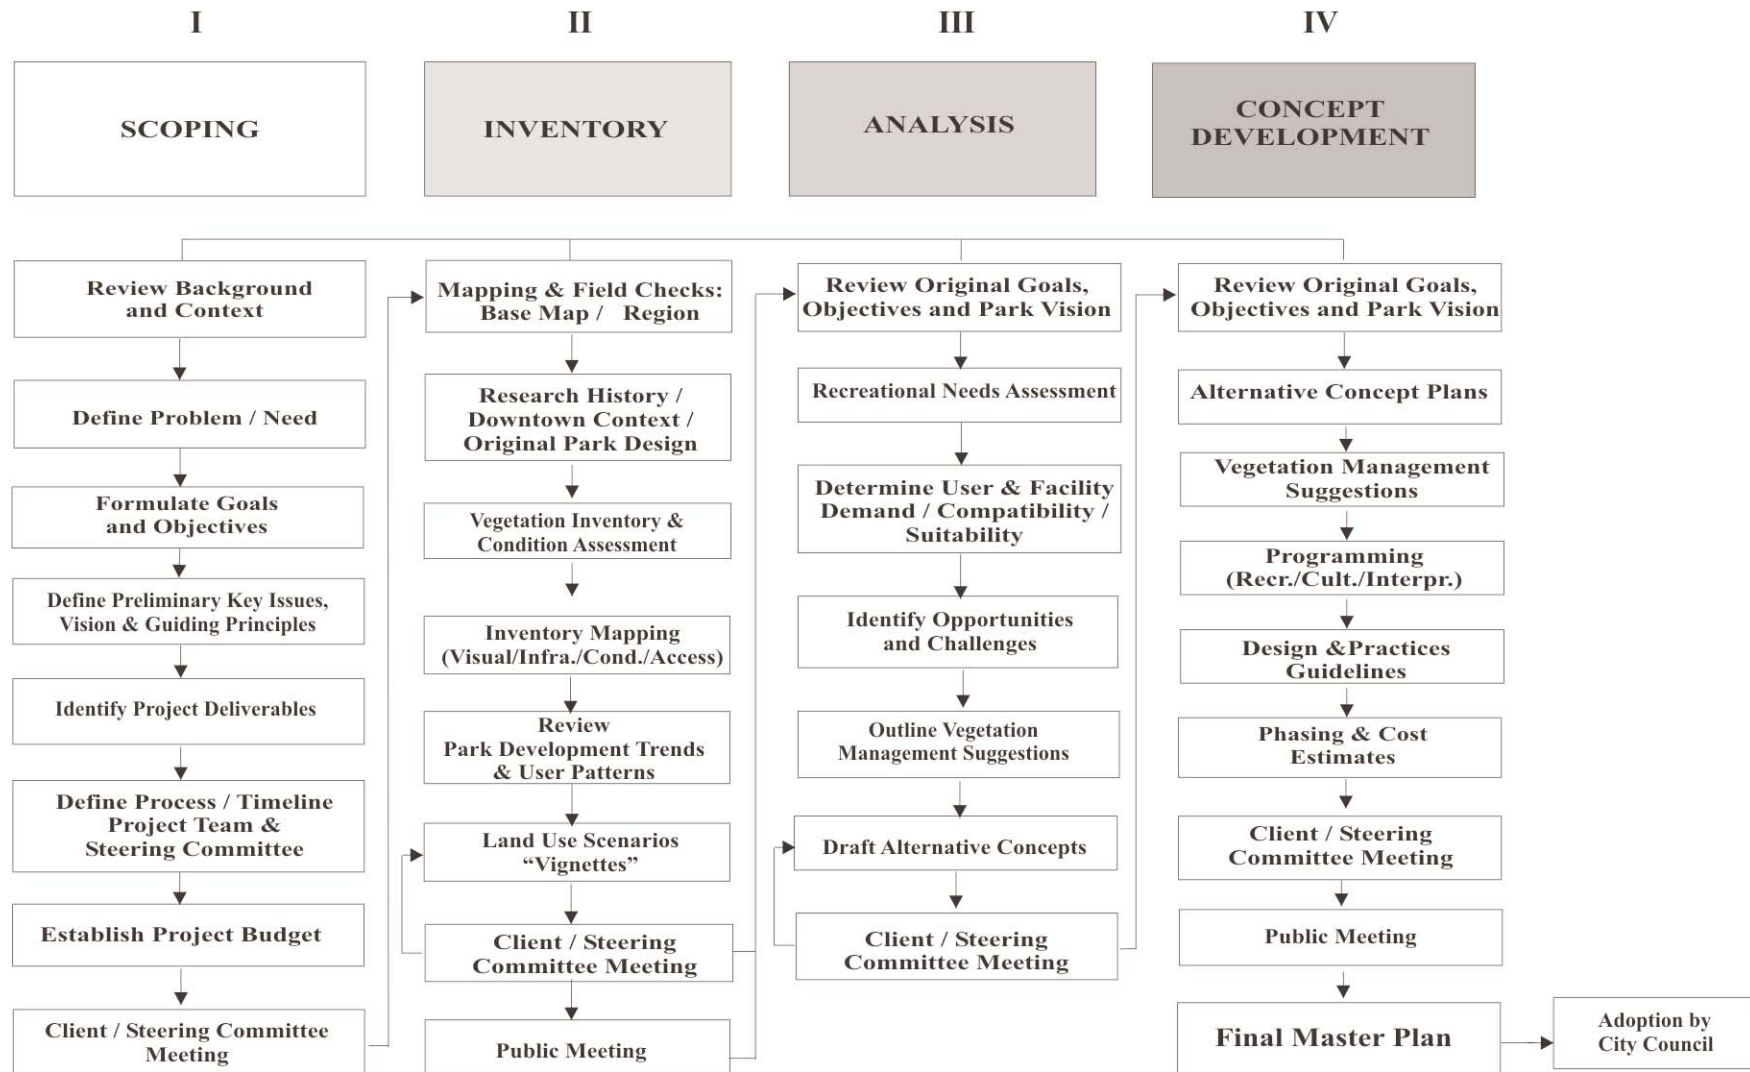 I
II
III
IV
SCOPING
INVENTORY
ANALYSIS
CONCEPT
DEVELOPMENT
Review Background
and Context
Define Problem / Need
Formulate Goals
and Objectives
Define Preliminary Key Issues,
Vision & Guiding Principles
Identify Project Deliverables
Define Process / Timeline
Project Team &
Steering Committee
Establish Project Budget
Client / Steering Committee
Meeting
Mapping & Field Checks:
Base Map / Region
Research History /
Downtown Context /
Original Park Design
Vegetation Inventory &
Condition Assessment
Inventory Mapping
(Visual/Infra./Cond./Access)
Review
Park Development Trends
& User Patterns
Land Use Scenarios
“Vignettes”
Client / Steering
Committee Meeting
Public Meeting
Review Original Goals,
Objectives and Park Vision
Recreational Needs Assessment
Determine User & Facility
Demand / Compatibility /
Suitability
Identify Opportunities
and Challenges
Outline Vegetation
Management Suggestions
Draft Alternative Concepts
Client / Steering
Committee Meeting
Review Original Goals,
Objectives and Park Vision
Alternative Concept Plans
Vegetation Management
Suggestions
Programming
(Recr./Cult./Interpr.)
Design &Practices
Guidelines
Phasing & Cost
Estimates
Client / Steering
Committee Meeting
Public Meeting
Final Master Plan
Adoption by
City Council